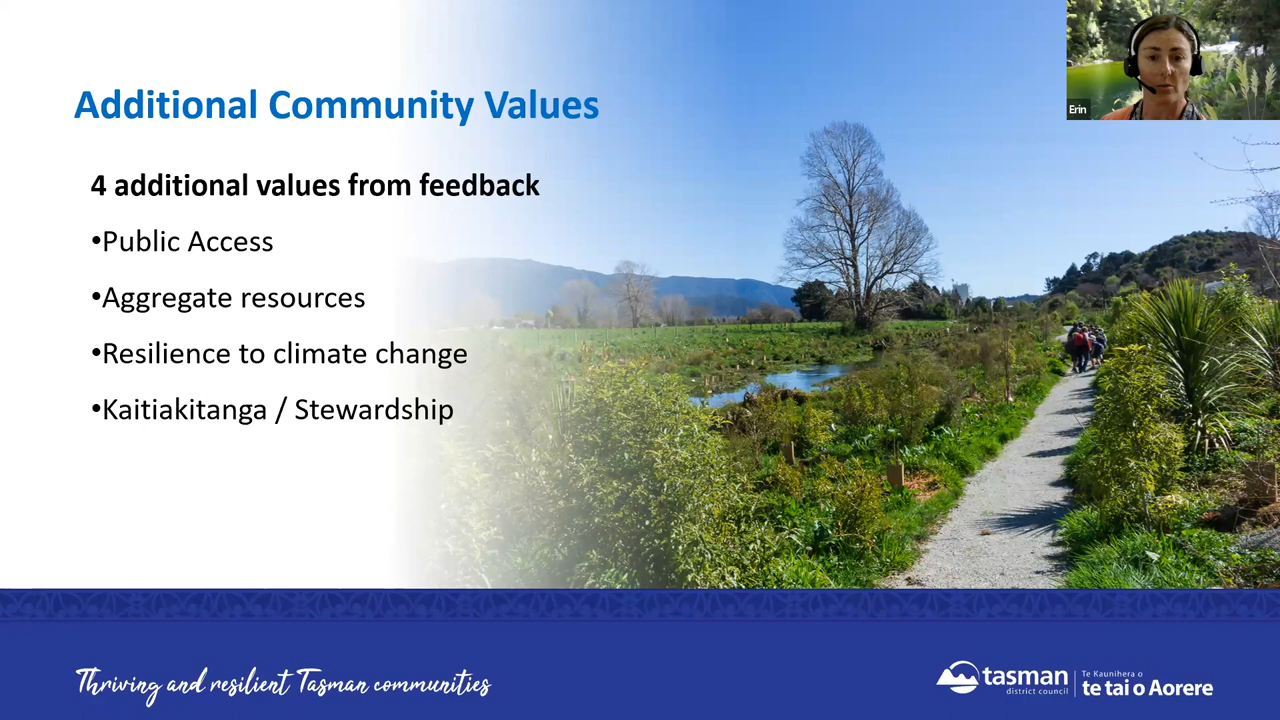 Erin
Additional Community Values
4 additional values from feedback
•Public Access
•Aggregate resources
•Resilience to climate change
•Kaitiakitanga / Stewardship
Thriving and resilient Tasman communities
tasman
district council
Te Kaunihera o
te tai o Aorere